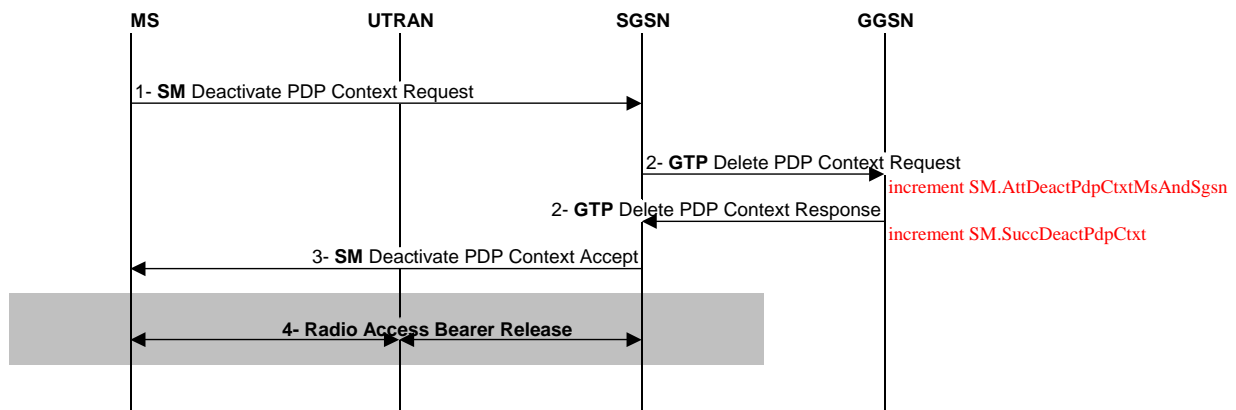 MS UTRAN SGSN GGSN
1- SM Deactivate PDP Context Request
2- GTP Delete PDP Context Request
increment SM.AttDeactPdpCtxtMsAndSgsn
2- GTP Delete PDP Context Response
increment SM.SuccDeactPdpCtxt
3- SM Deactivate PDP Context Accept
4- Radio Access Bearer Release